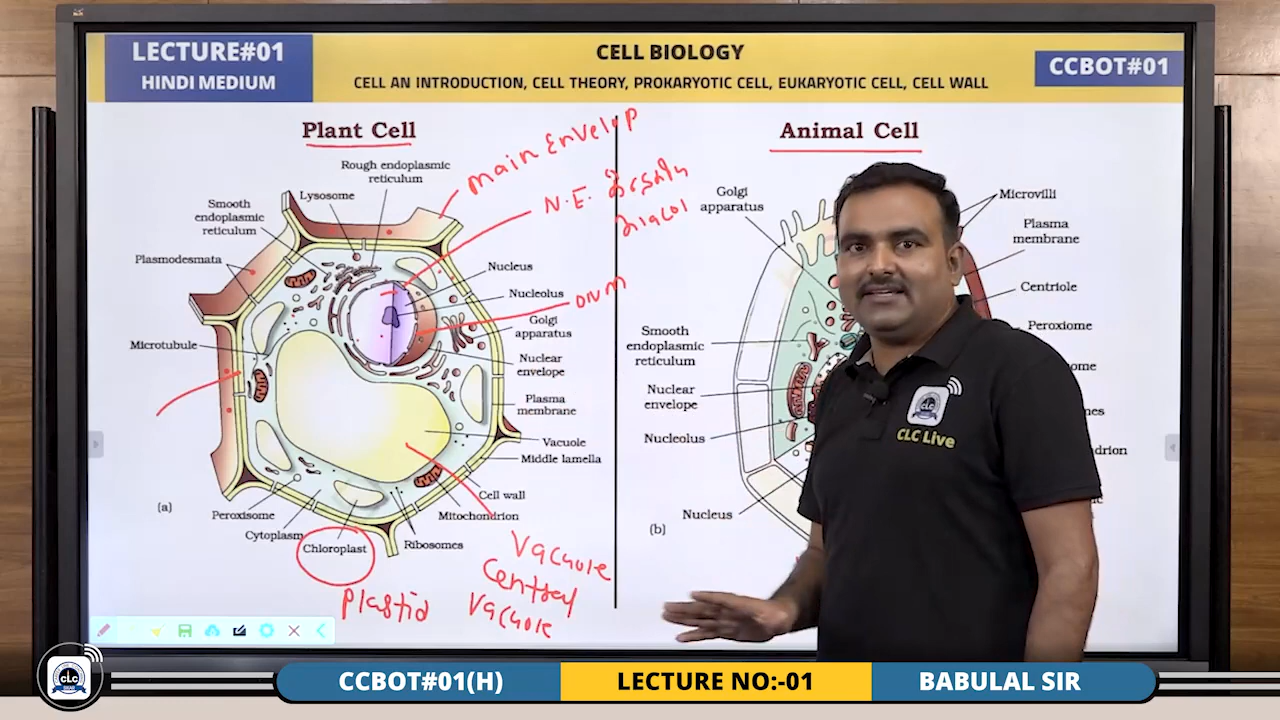 LECTURE#01
HINDI MEDIUM
CELL BIOLOGY
CELL AN INTRODUCTION, CELL THEORY, PROKARYOTIC CELL, EUKARYOTIC CELL, CELL WALL
CCBOT#01
Plant Cell
main Envelop
Rough endoplasmic
reticulum
Lysosome
Smooth
endoplasmic
reticulum
N.E.
Plasmodesmata
Nucleus
Nucleolus
Golgi
apparatus
Microtubule
Nuclear
envelope
Plasma
membrane
Vacuole
Middle lamella
Cell wall
(a)
Mitochondrion
Peroxisome
Cytoplasm
Chloroplast
Ribosomes
Vacuole
Central
Vacuole
Plastid
Animal Cell
Golgi
apparatus
Microvilli
Plasma
membrane
Centriole
Peroxiome
Smooth
endoplasmic
reticulum
Nuclear
envelope
Nucleolus
Nucleus
(b)
CLC Live
CCBOT#01(H)
LECTURE NO:-01
BABULAL SIR